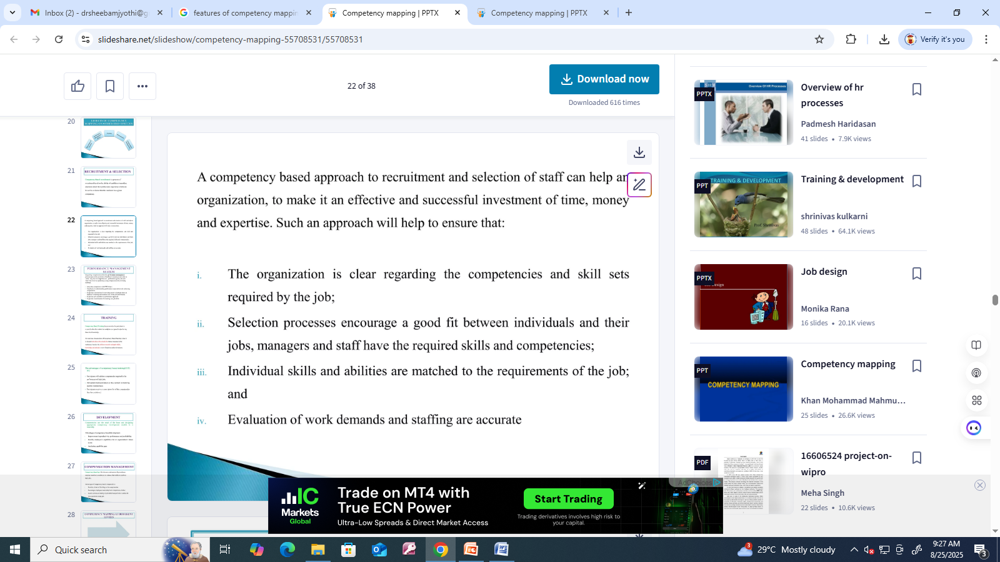 Inbox (2) - drsheebamjyothi@g
features of competency mappin
Competency mapping | PPTX
Competency mapping | PPTX
slideshare.net/slideshow/competency-mapping-55708531/55708531
Verify it's you
22 of 38
Download now
Downloaded 616 times
20
21
RECRUITMENT & SELECTION
22
23
PERFORMANCE MANAGEMENT SYSTEM
24
TRAINING
25
26
DEVELOPMENT
27
COMPENSATION MANAGEMENT
28
A competency based approach to recruitment and selection of staff can help an
organization, to make it an effective and successful investment of time, money
and expertise. Such an approach will help to ensure that:
i. The organization is clear regarding the competencies and skill sets
required by the job;
ii. Selection processes encourage a good fit between individuals and their
jobs, managers and staff have the required skills and competencies;
iii. Individual skills and abilities are matched to the requirements of the job;
and
iv. Evaluation of work demands and staffing are accurate
PPTX
Overview Of HR Processes
Overview of hr
processes
Padmesh Haridasan
41 slides • 7.9K views
PPT
TRAINING & DEVELOPMENT
Prof. Shrinivas
Training & development
shrinivas kulkarni
48 slides • 64.1K views
PPTX
Job design
Monika Rana
16 slides • 20.1K views
PPT
COMPETENCY MAPPING
Competency mapping
Khan Mohammad Mahmu...
25 slides • 26.6K views
PDF
16606524 project-on-
wipro
Meha Singh
22 slides • 10.6K views
IC
Markets
Global
Trade on MT4 with
True ECN Power
Ultra-Low Spreads & Direct Market Access
Start Trading
Trading derivatives involves high risk to
your capital.
AdChoices
Quick search
3
29°C Mostly cloudy
9:27 AM
8/25/2025
3